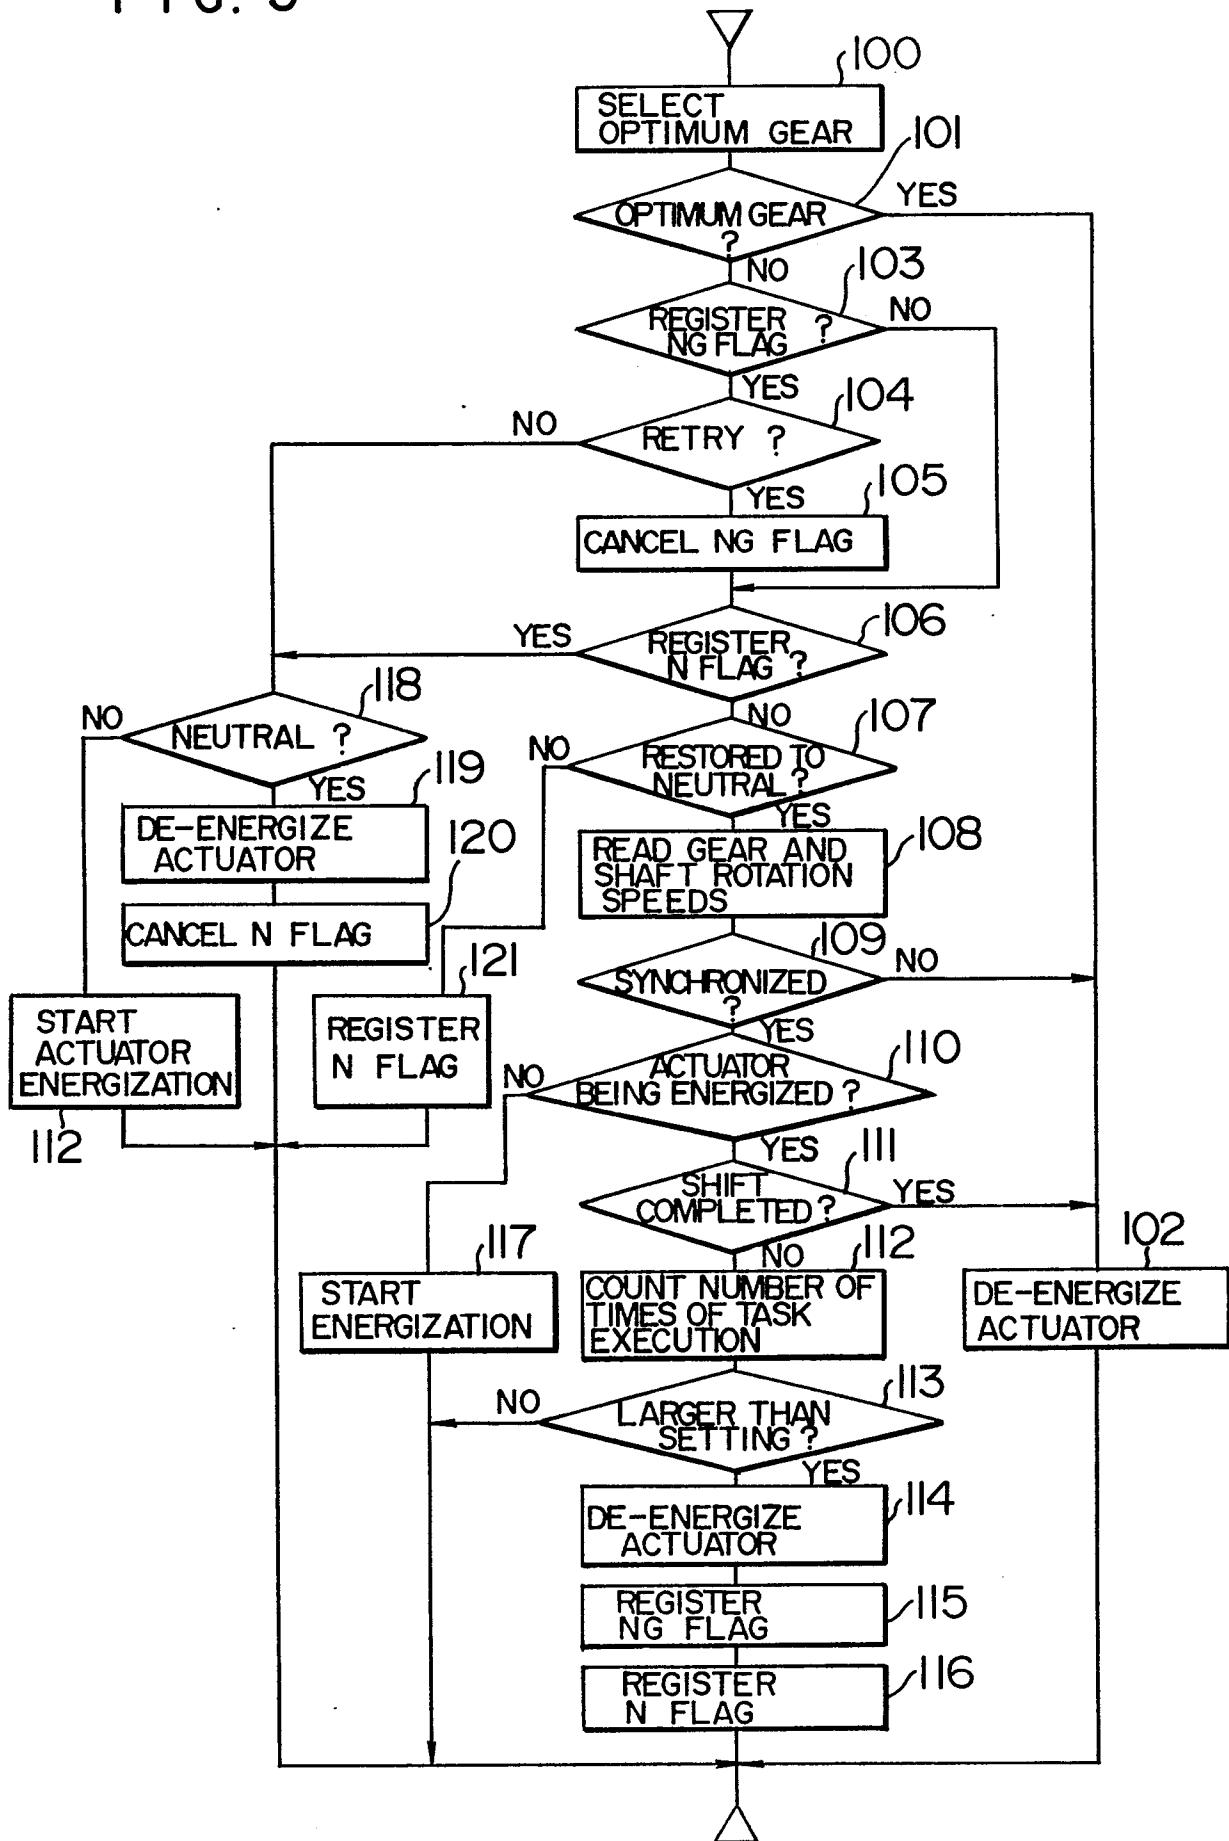 100
SELECT
OPTIMUM GEAR
101
OPTIMUM GEAR
?
YES
NO
103
REGISTER ?
NG FLAG
NO
YES
104
RETRY ?
NO
YES
105
CANCEL NG FLAG
106
REGISTER
N FLAG ?
YES
NO
118
NEUTRAL ?
NO
YES
107
RESTORED TO
NEUTRAL ?
NO
YES
119
DE-ENERGIZE
ACTUATOR
120
CANCEL N FLAG
108
READ GEAR AND
SHAFT ROTATION
SPEEDS
109
SYNCHRONIZED
?
NO
YES
START
ACTUATOR
ENERGIZATION
112
121
REGISTER
N FLAG
110
ACTUATOR
BEING ENERGIZED ?
NO
YES
111
SHIFT
COMPLETED ?
YES
NO
117
START
ENERGIZATION
112
COUNT NUMBER OF
TIMES OF TASK
EXECUTION
102
DE-ENERGIZE
ACTUATOR
113
LARGER THAN
SETTING ?
NO
YES
114
DE-ENERGIZE
ACTUATOR
115
REGISTER
NG FLAG
116
REGISTER
N FLAG